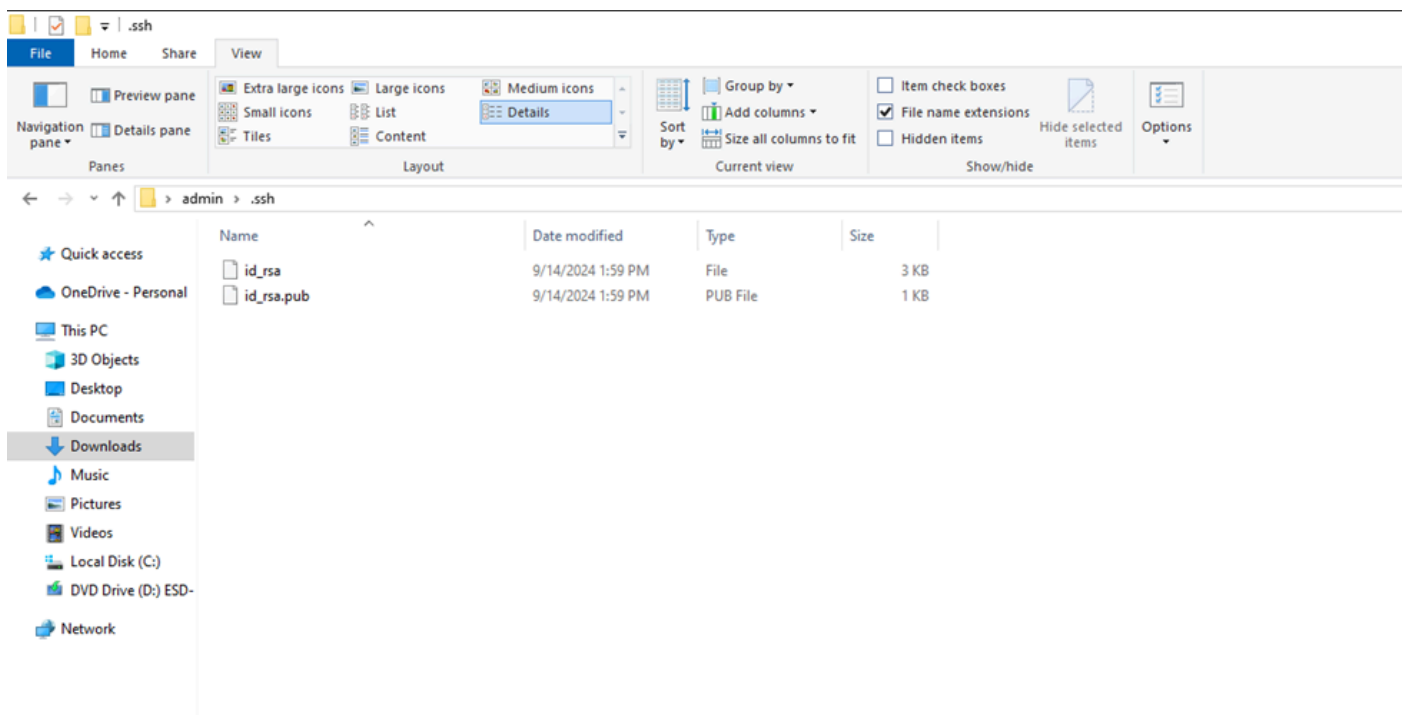 .ssh
File Home Share View
Navigation pane
Preview pane
Details pane
Panes
Extra large icons Large icons Medium icons
Small icons List Details
Tiles Content
Layout
Sort by
Group by
Add columns
Size all columns to fit
Current view
Item check boxes
File name extensions
Hidden items
Hide selected items
Show/hide
Options
admin .ssh
Quick access
OneDrive - Personal
This PC
3D Objects
Desktop
Documents
Downloads
Music
Pictures
Videos
Local Disk (C:)
DVD Drive (D:) ESD-
Network
Name Date modified Type Size
id_rsa 9/14/2024 1:59 PM File 3 KB
id_rsa.pub 9/14/2024 1:59 PM PUB File 1 KB